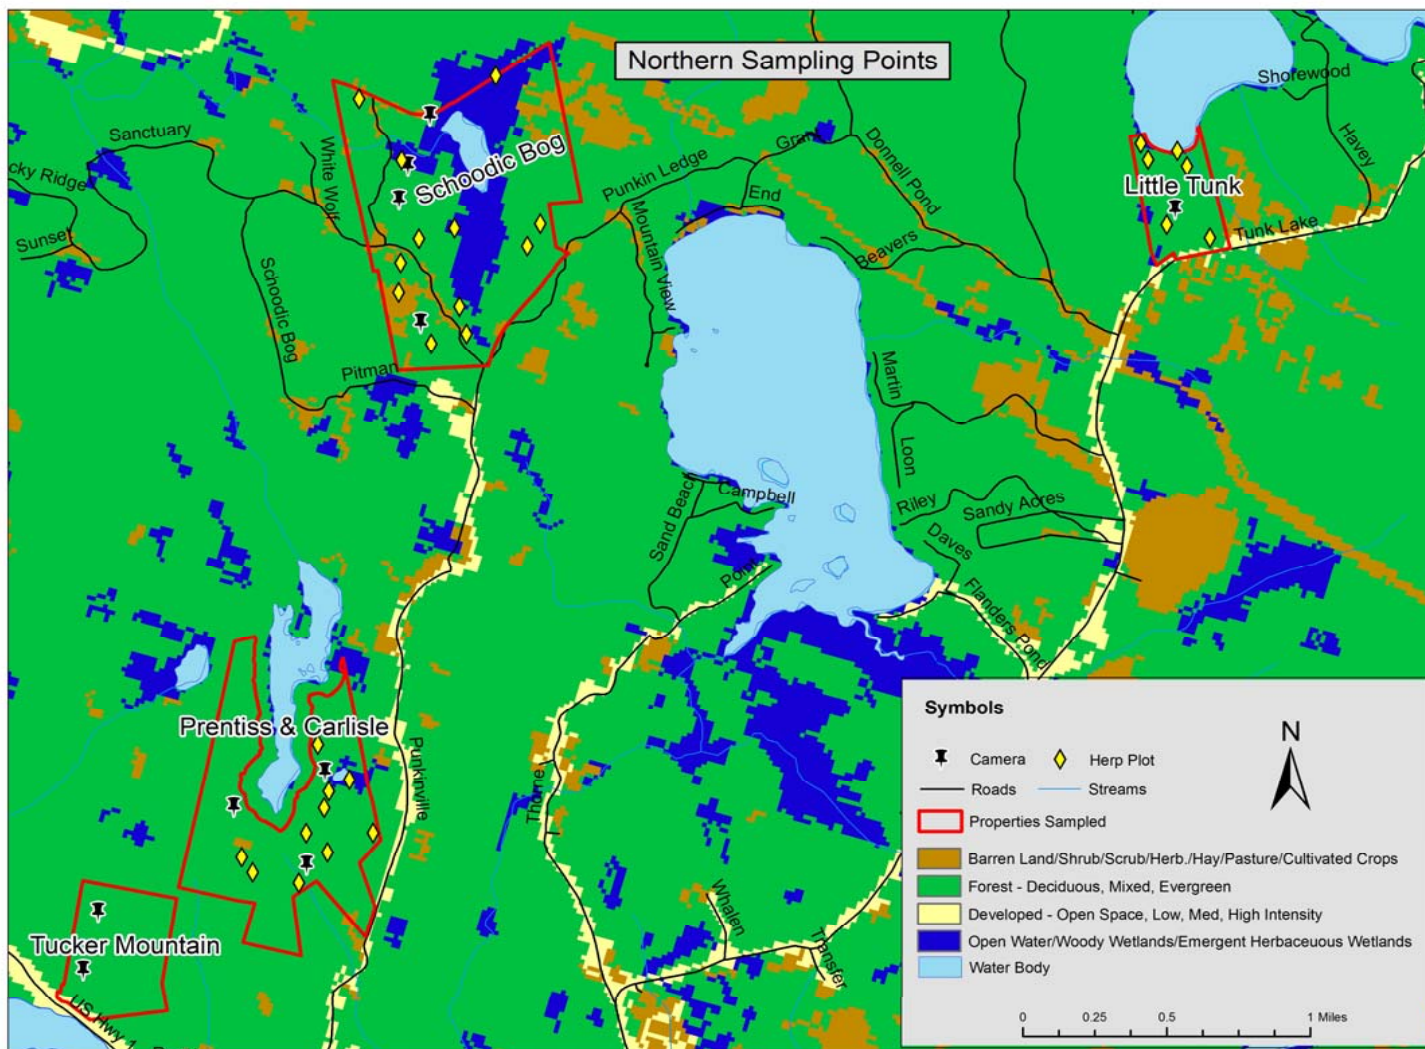 Northern Sampling Points
Shorewood
Havey
Sanctuary
cky Ridge
Sunset
White Wolf
Schoodic Bog
Schoodic Bog
Pitman
Punkin Ledge
Grant
Donnell Pond
End
Mountain View
Beavers
Little Tunk
Tunk Lake
Martin
Loon
Campbell
Sand Beach
Riley
Sandy Acres
Daves
Point
Flanders Pond
Prentiss & Carlisle
Punkinville
Thorne
Whalen
Transfer
Tucker Mountain
US Hwy 1
Symbols
N
Camera
Herp Plot
Roads
Streams
Properties Sampled
Barren Land/Shrub/Scrub/Herb./Hay/Pasture/Cultivated Crops
Forest - Deciduous, Mixed, Evergreen
Developed - Open Space, Low, Med, High Intensity
Open Water/Woody Wetlands/Emergent Herbaceuous Wetlands
Water Body
0 0.25 0.5 1 Miles